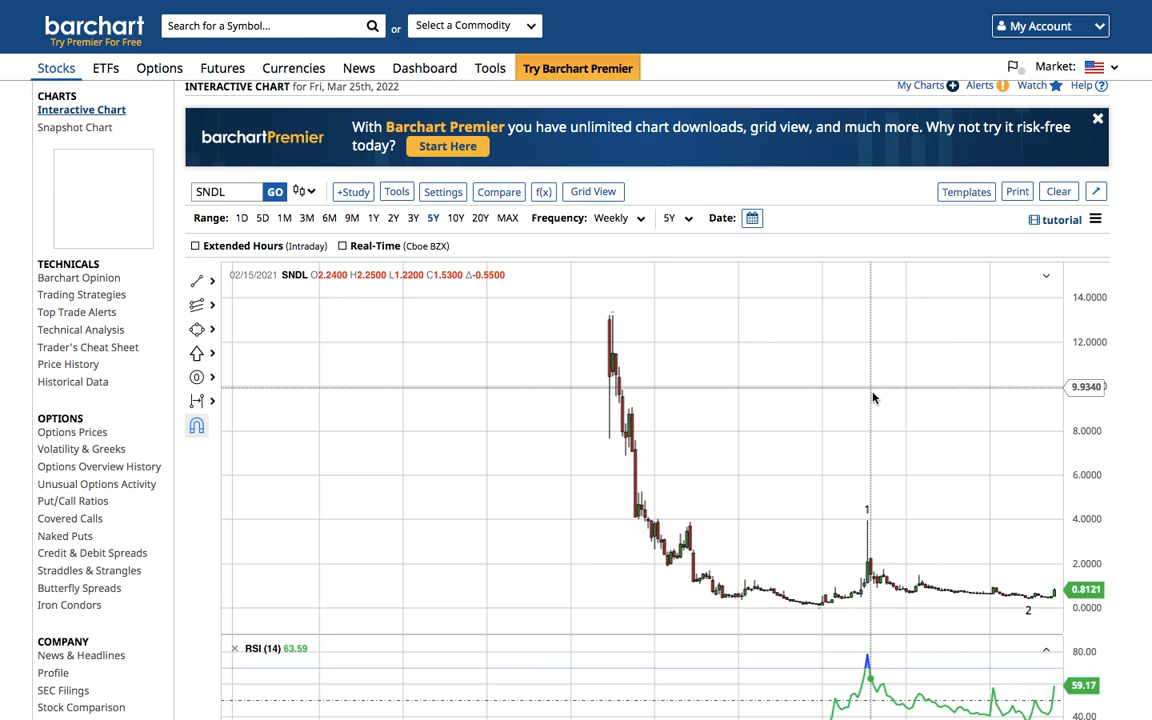 barchart
Try Premier For Free
Search for a Symbol...
or
Select a Commodity
My Account
Stocks
ETFs
Options
Futures
Currencies
News
Dashboard
Tools
Try Barchart Premier
Market:
CHARTS
Interactive Chart
Snapshot Chart
TECHNICALS
Barchart Opinion
Trading Strategies
Top Trade Alerts
Technical Analysis
Trader's Cheat Sheet
Price History
Historical Data
OPTIONS
Options Prices
Volatility & Greeks
Options Overview History
Unusual Options Activity
Put/Call Ratios
Covered Calls
Naked Puts
Credit & Debit Spreads
Straddles & Strangles
Butterfly Spreads
Iron Condors
COMPANY
News & Headlines
Profile
SEC Filings
Stock Comparison
INTERACTIVE CHART for Fri, Mar 25th, 2022
My Charts
Alerts
Watch
Help
barchartPremier
With Barchart Premier you have unlimited chart downloads, grid view, and much more. Why not try it risk-free
today? Start Here
SNDL
GO
+Study
Tools
Settings
Compare
f(x)
Grid View
Templates
Print
Clear
Range: 1D 5D 1M 3M 6M 9M 1Y 2Y 3Y 5Y 10Y 20Y MAX
Frequency: Weekly
5Y
Date:
tutorial
Extended Hours (Intraday)
Real-Time (Cboe BZX)
02/15/2021 SNDL O2.2400 H2.2500 L1.2200 C1.5300 Δ-0.5500
14.0000
12.0000
9.9340
8.0000
6.0000
4.0000
2.0000
0.8121
0.0000
1
2
RSI (14) 63.59
80.00
59.17
40.00